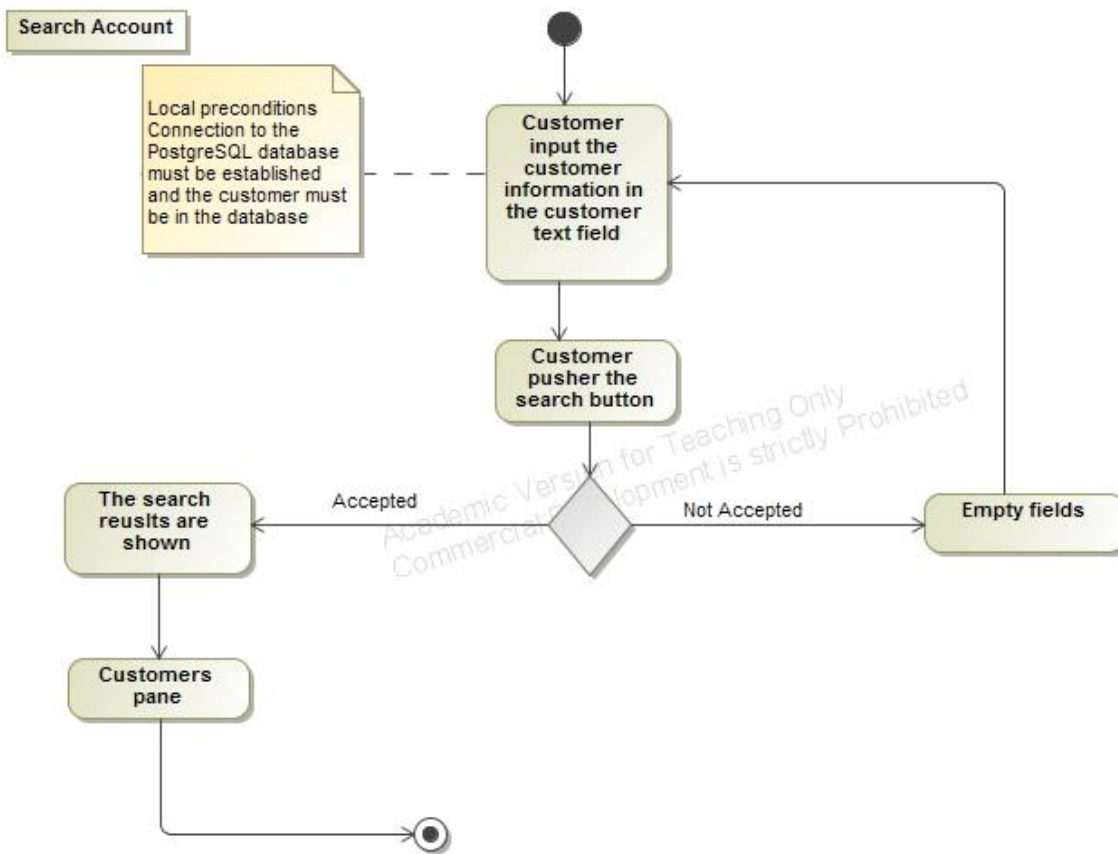 Search Account
Local preconditions
Connection to the
PostgreSQL database
must be established
and the customer must
be in the database
Customer
input the
customer
information in
the customer
text field
Customer
pusher the
search button
Academic Version for Teaching Only
Commercial Development is strictly Prohibited
Accepted
Not Accepted
The search
reuslts are
shown
Empty fields
Customers
pane